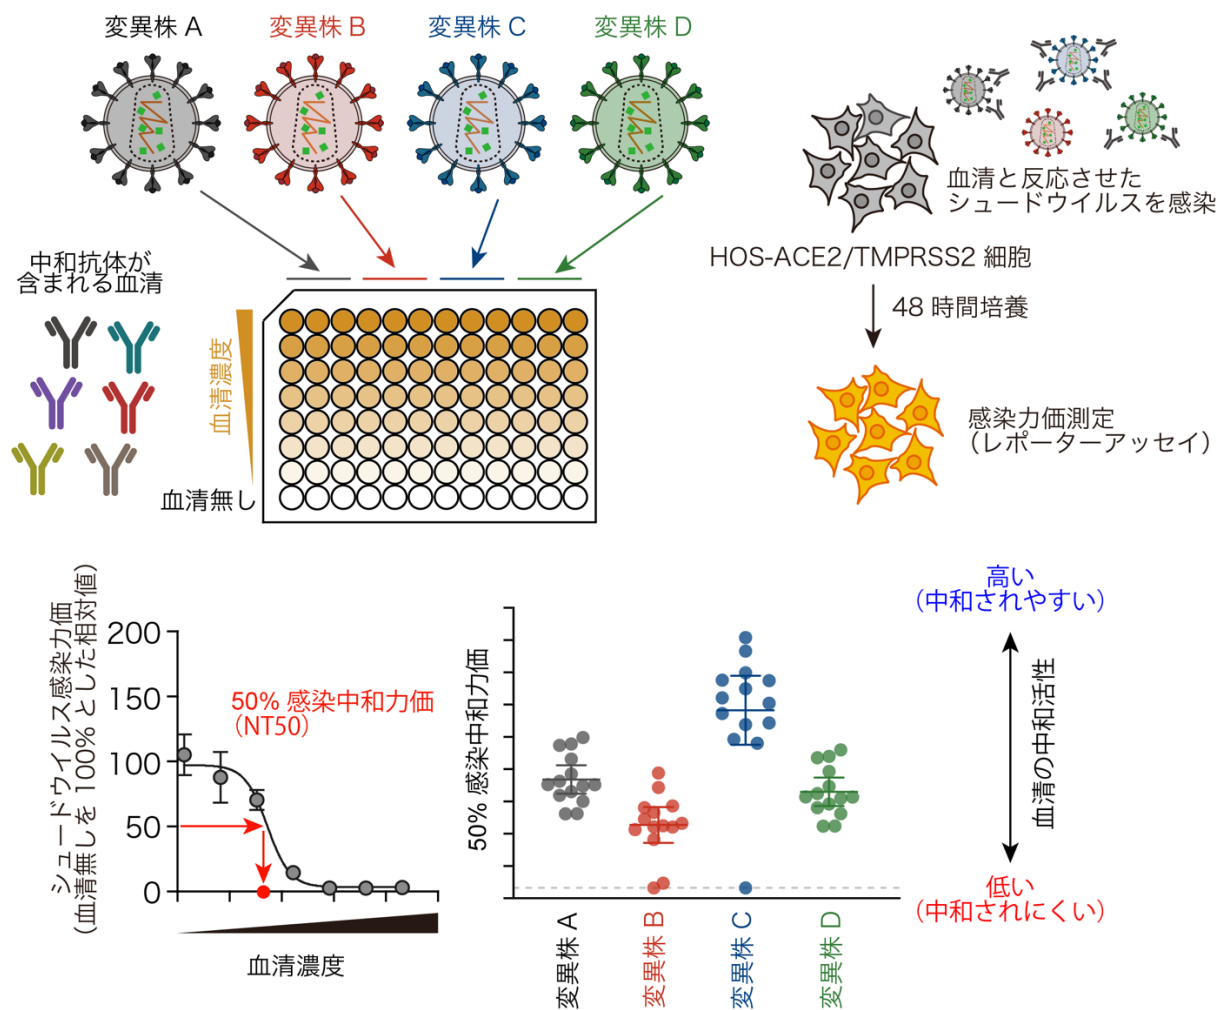 変異株 A
変異株 B
変異株 C
変異株 D
血清と反応させた
シュードウイルスを感染
HOS-ACE2/TMPRSS2 細胞
48 時間培養
感染力価測定
（レポーターアッセイ）
中和抗体が
含まれる血清
血清濃度
血清無し
シュードウイルス感染力価
（血清無しを 100% とした相対値）
200
150
100
50
0
50% 感染中和力価
（NT50）
血清濃度
50% 感染中和力価
変異株 A
変異株 B
変異株 C
変異株 D
高い
（中和されやすい）
血清の中和活性
低い
（中和されにくい）